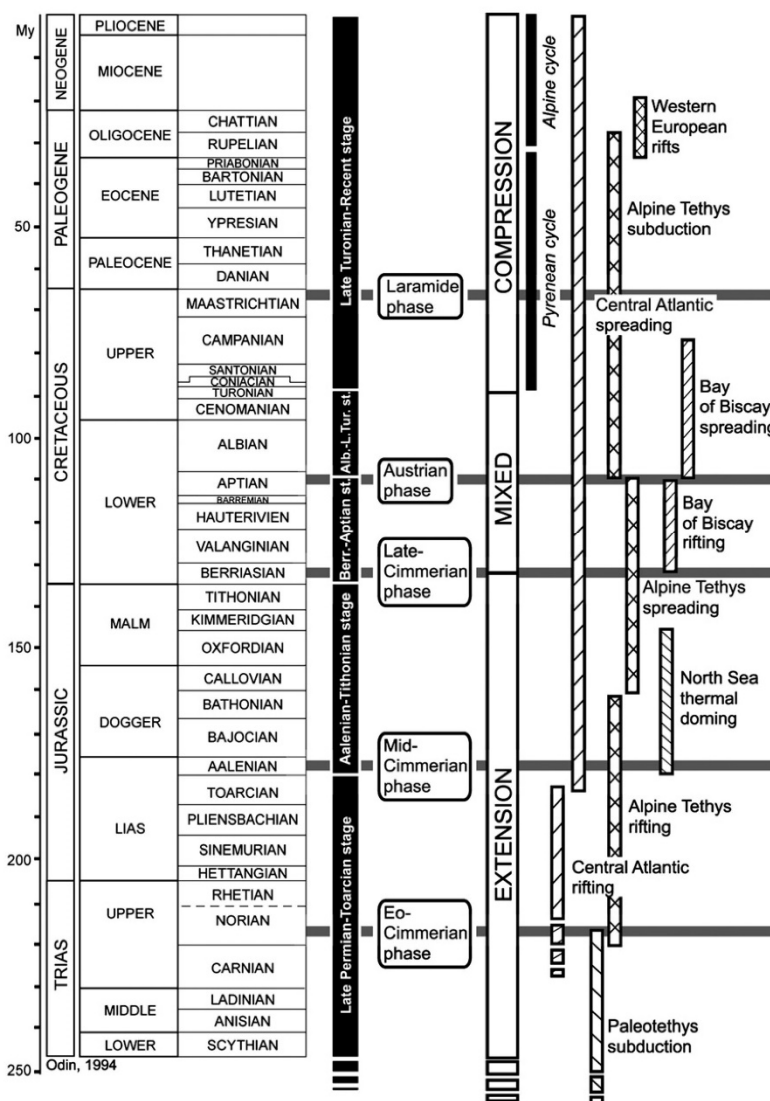 My
50
100
150
200
250
NEOGENE
PALEOGENE
CRETACEOUS
JURASSIC
TRIAS
PLIOCENE
MIOCENE
OLIGOCENE
EOCENE
PALEOCENE
UPPER
LOWER
MALM
DOGGER
LIAS
UPPER
MIDDLE
LOWER
CHATTIAN
RUPELIAN
PRIABONIAN
BARTONIAN
LUTETIAN
YPRESIAN
THANETIAN
DANIAN
MAASTRICHTIAN
CAMPANIAN
SANTONIAN
CONIACIAN
TURONIAN
CENOMANIAN
ALBIAN
APTIAN
BARREMIAN
HAUTERIVIEN
VALANGINIAN
BERRIASIAN
TITHONIAN
KIMMERIDGIAN
OXFORDIAN
CALLOVIAN
BATHONIAN
BAJOCIAN
AALENIAN
TOARCIAN
PLIENSBACHIAN
SINEMURIAN
HETTANGIAN
RHETIAN
NORIAN
CARNIAN
LADINIAN
ANISIAN
SCYTHIAN
Odin, 1994
Late Turonian-Recent stage
Alb.-L.Tur. st.
Berr.-Aptian st.
Aalenian-Tithonian stage
Late Permian-Toarcian stage
Laramide
phase
Austrian
phase
Late-
Cimmerian
phase
Mid-
Cimmerian
phase
Eo-
Cimmerian
phase
COMPRESSION
MIXED
EXTENSION
Alpine cycle
Pyrenean cycle
Western
European
rifts
Alpine Tethys
subduction
Central Atlantic
spreading
Bay
of Biscay
spreading
Bay
of Biscay
rifting
Alpine Tethys
spreading
North Sea
thermal
doming
Alpine Tethys
rifting
Central Atlantic
rifting
Paleotethys
subduction